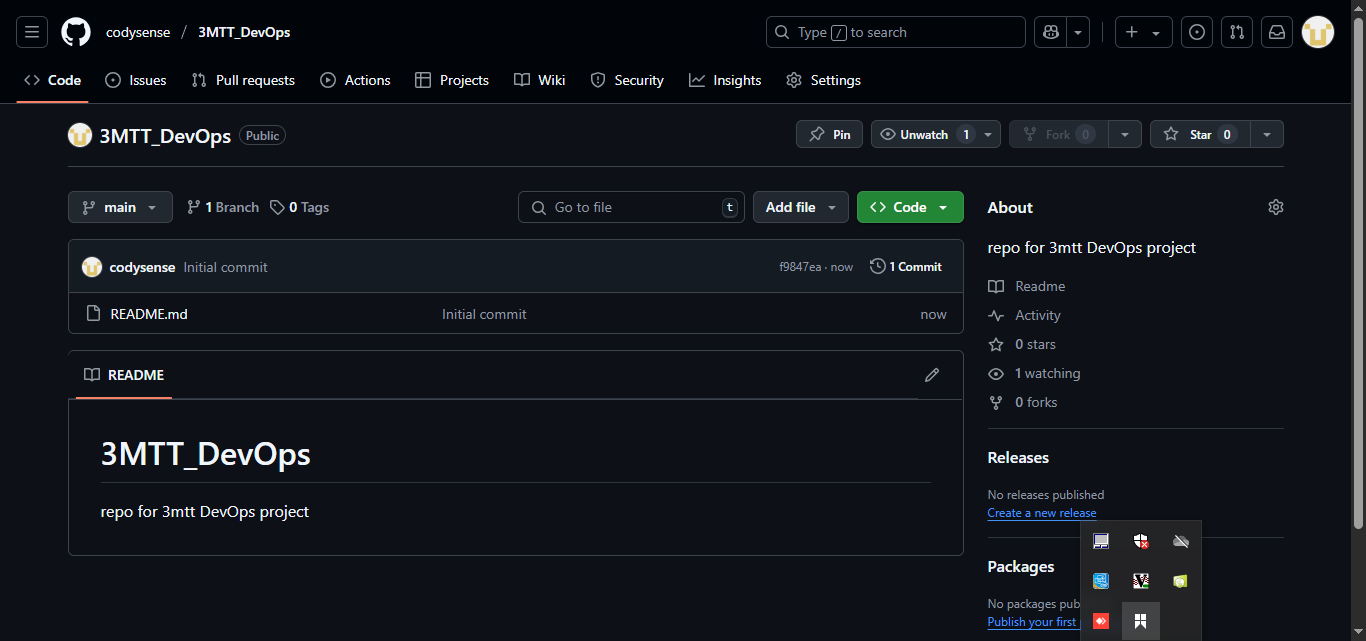 codysense / 3MTT_DevOps
Type / to search
Code Issues Pull requests Actions Projects Wiki Security Insights Settings
3MTT_DevOps Public
Pin Unwatch 1 Fork 0 Star 0
main 1 Branch 0 Tags
Go to file t Add file Code
codysense Initial commit f9847ea · now 1 Commit
README.md Initial commit now
README
3MTT_DevOps
repo for 3mtt DevOps project
About
repo for 3mtt DevOps project
Readme
Activity
0 stars
1 watching
0 forks
Releases
No releases published
Create a new release
Packages
No packages pub
Publish your first